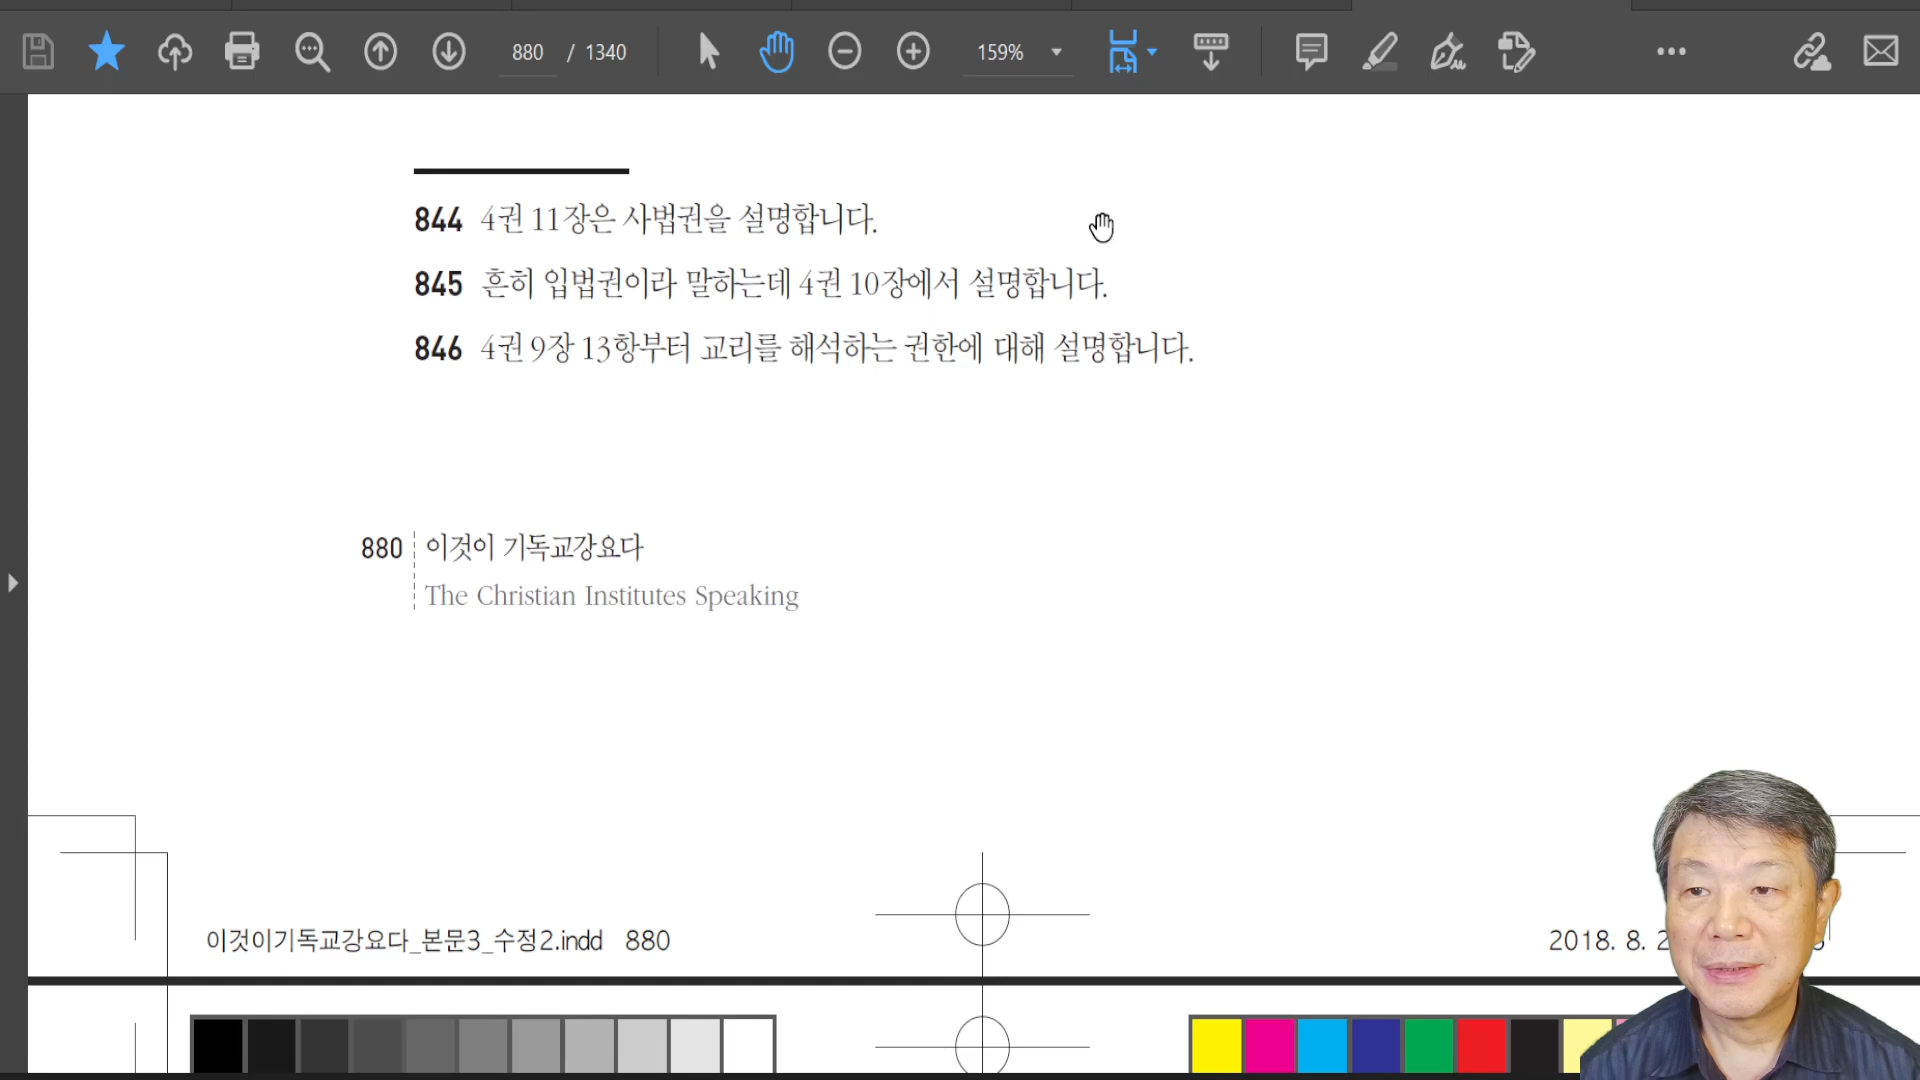 880 / 1340 159%
844 4권 11장은 사법권을 설명합니다.
845 흔히 입법권이라 말하는데 4권 10장에서 설명합니다.
846 4권 9장 13항부터 교리를 해석하는 권한에 대해 설명합니다.
880 이것이 기독교강요다
The Christian Institutes Speaking
이것이기독교강요다_본문3_수정2.indd 880
2018. 8. 2